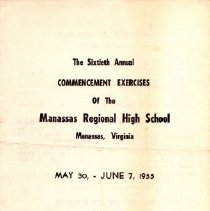 The Sixtieth Annual
COMMENCEMENT EXERCISES
Of The
Manassas Regional High School
Manassas, Virginia
MAY 30, - JUNE 7, 1955